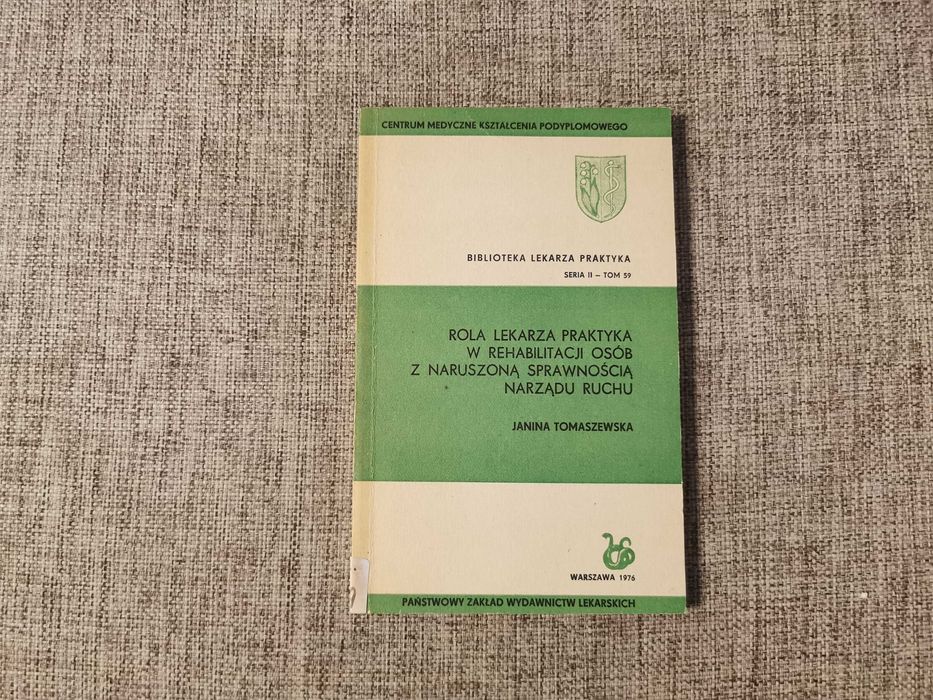 CENTRUM MEDYCZNE KSZTAŁCENIA PODYPLOMOWEGO
BIBLIOTEKA LEKARZA PRAKTYKA
SERIA II – TOM 59
ROLA LEKARZA PRAKTYKA
W REHABILITACJI OSÓB
Z NARUSZONĄ SPRAWNOŚCIĄ
NARZĄDU RUCHU
JANINA TOMASZEWSKA
WARSZAWA 1976
PAŃSTWOWY ZAKŁAD WYDAWNICTW LEKARSKICH